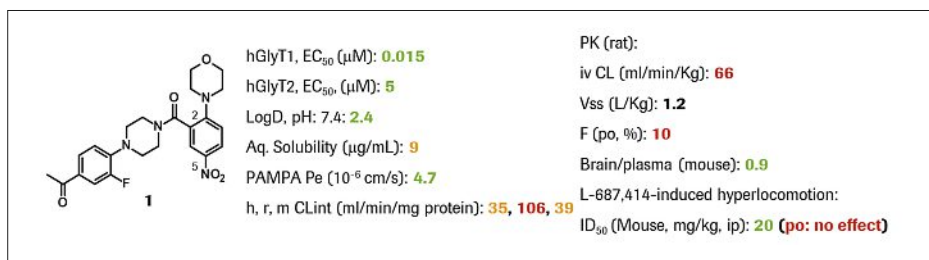 hGlyT1, EC50 (μM): 0.015
hGlyT2, EC50, (μM): 5
LogD, pH: 7.4: 2.4
Aq. Solubility (μg/mL): 9
PAMPA Pe (10-6 cm/s): 4.7
h, r, m CLint (ml/min/mg protein): 35, 106, 39
PK (rat):
iv CL (ml/min/Kg): 66
Vss (L/Kg): 1.2
F (po, %): 10
Brain/plasma (mouse): 0.9
L-687,414-induced hyperlocomotion:
ID50 (Mouse, mg/kg, ip): 20 (po: no effect)
O
N
O
2
N
N
5
NO2
F
O
1